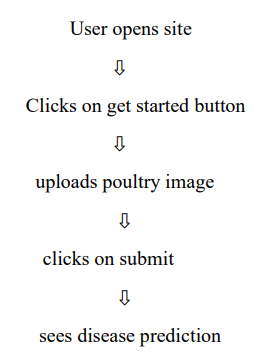 User opens site
⇩
Clicks on get started button
⇩
uploads poultry image
⇩
clicks on submit
⇩
sees disease prediction